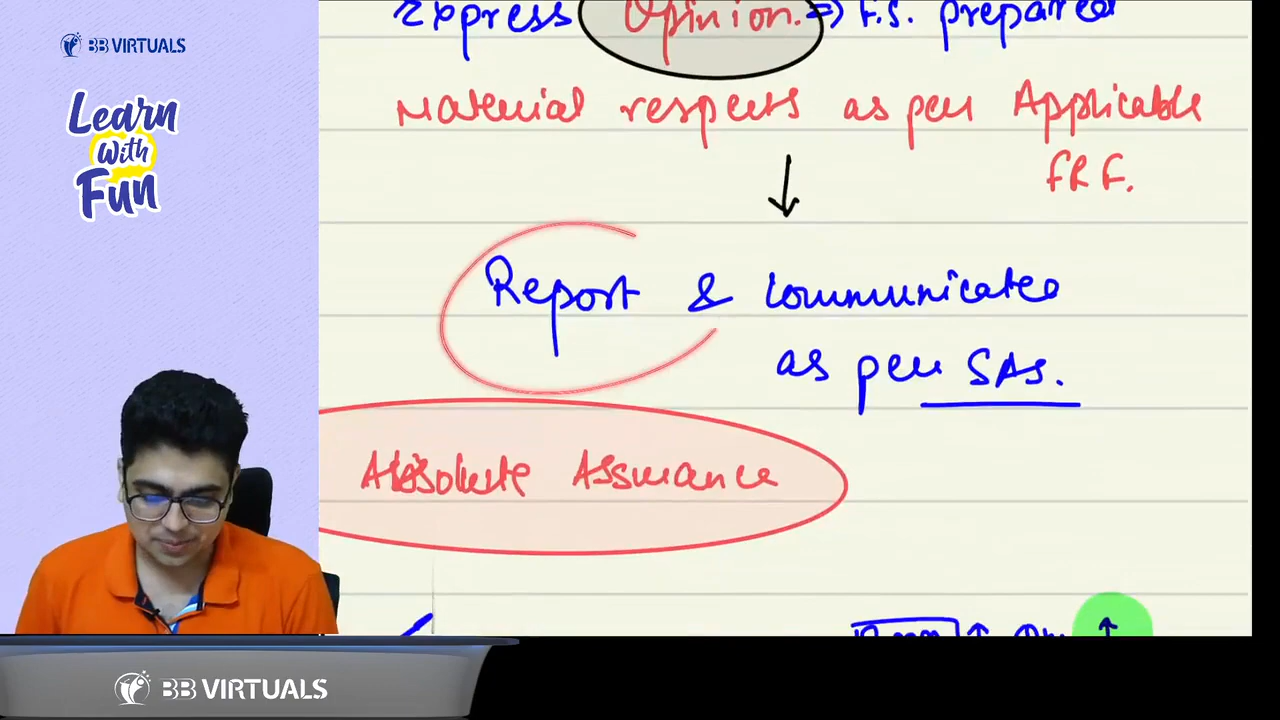 BB VIRTUALS
Learn
With
Fun
Express Opinion. => F.S. prepared
Material respects as per Applicable
FRF.
Report & communicated
as per SAs.
Absolute Assurance
BB VIRTUALS